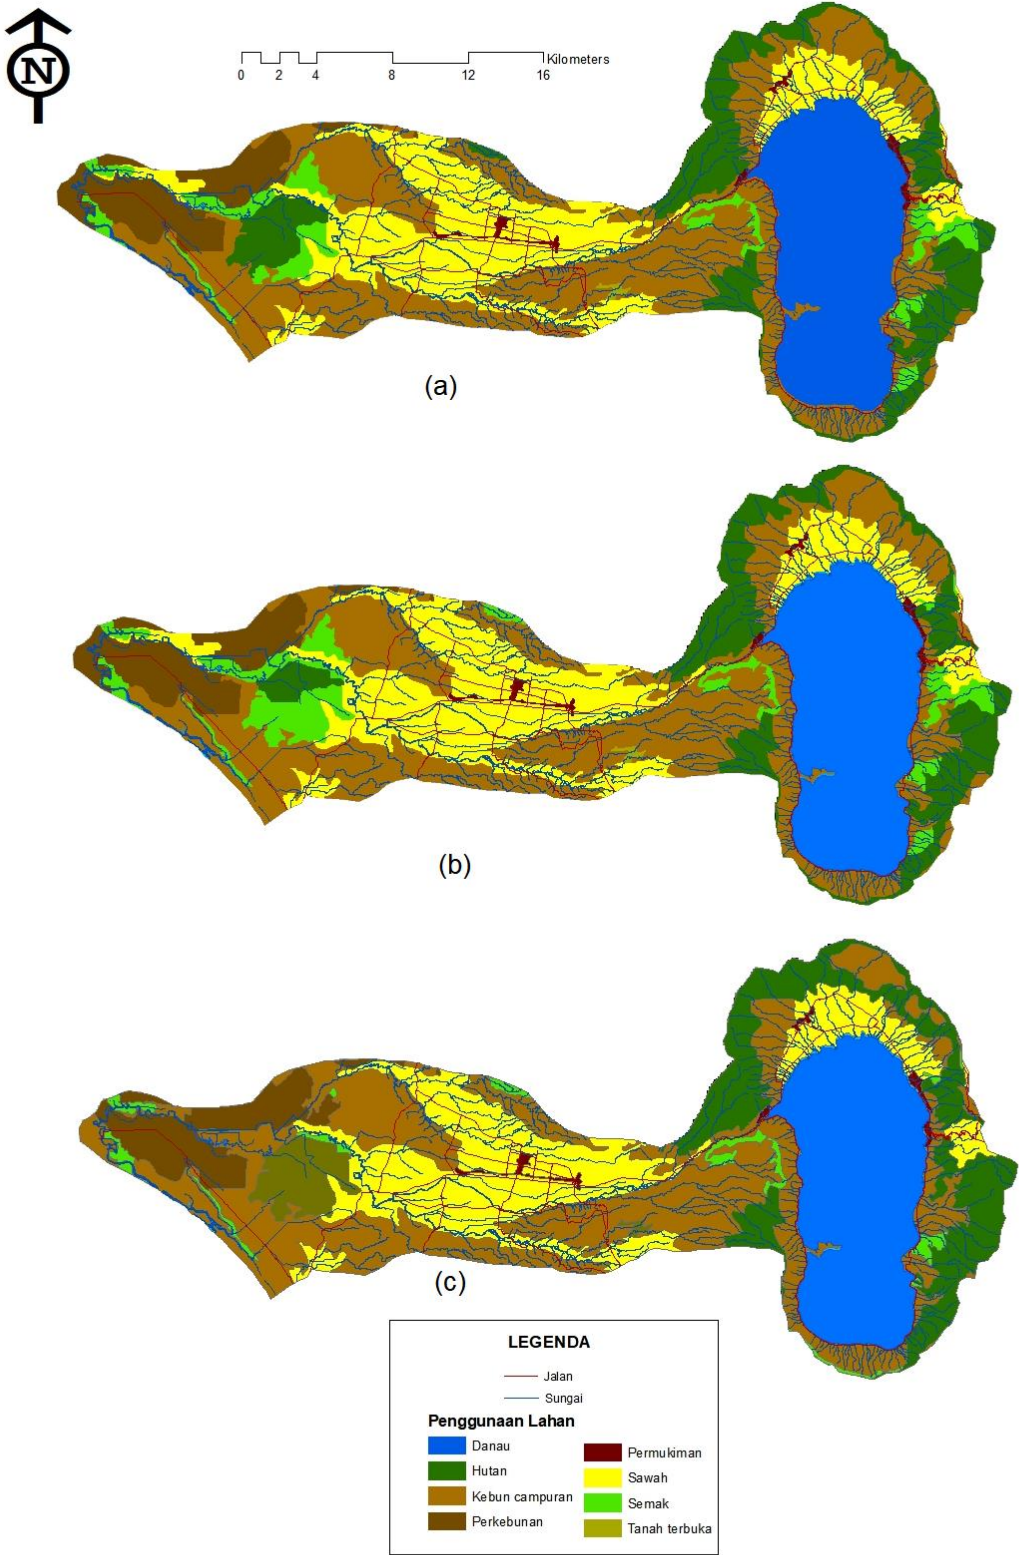 N
Kilometers
0 2 4 8 12 16
(a)
(b)
(c)
LEGENDA
Jalan
Sungai
Penggunaan Lahan
Danau
Hutan
Kebun campuran
Perkebunan
Permukiman
Sawah
Semak
Tanah terbuka